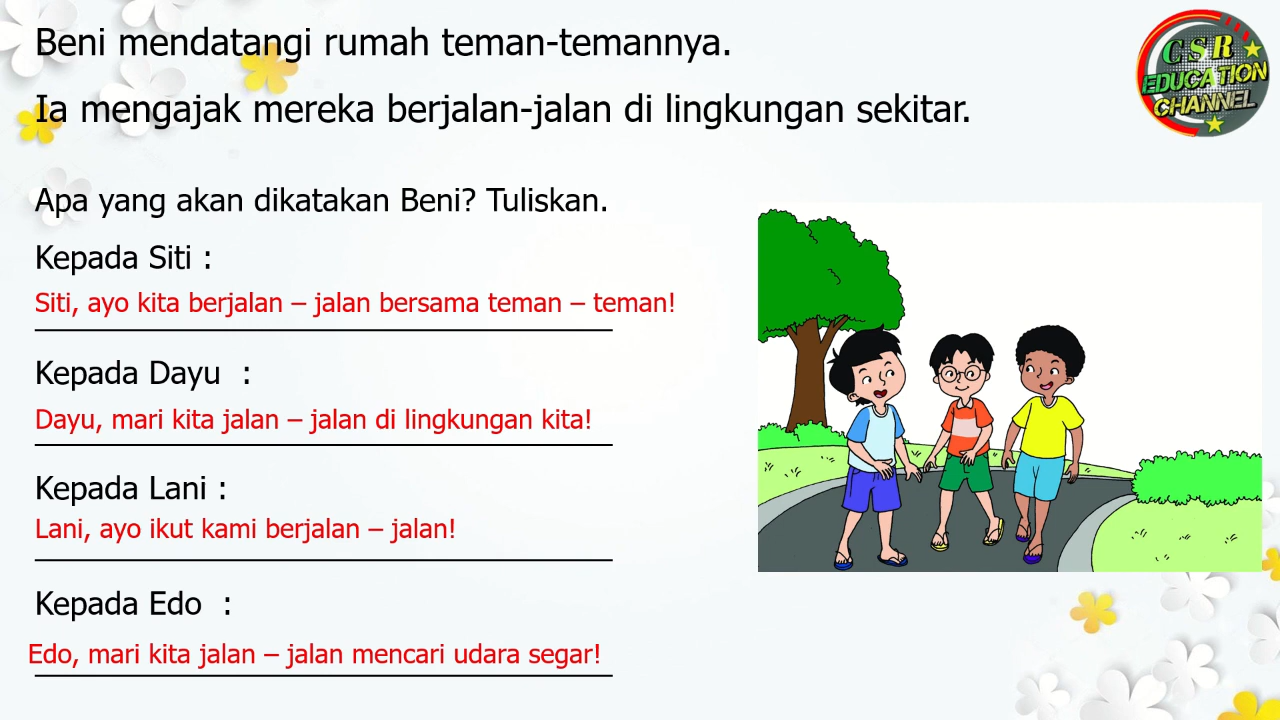 Beni mendatangi rumah teman-temannya.
Ia mengajak mereka berjalan-jalan di lingkungan sekitar.
CSR
EDUCATION
CHANNEL
Apa yang akan dikatakan Beni? Tuliskan.
Kepada Siti :
Siti, ayo kita berjalan – jalan bersama teman – teman!
Kepada Dayu :
Dayu, mari kita jalan – jalan di lingkungan kita!
Kepada Lani :
Lani, ayo ikut kami berjalan – jalan!
Kepada Edo :
Edo, mari kita jalan – jalan mencari udara segar!